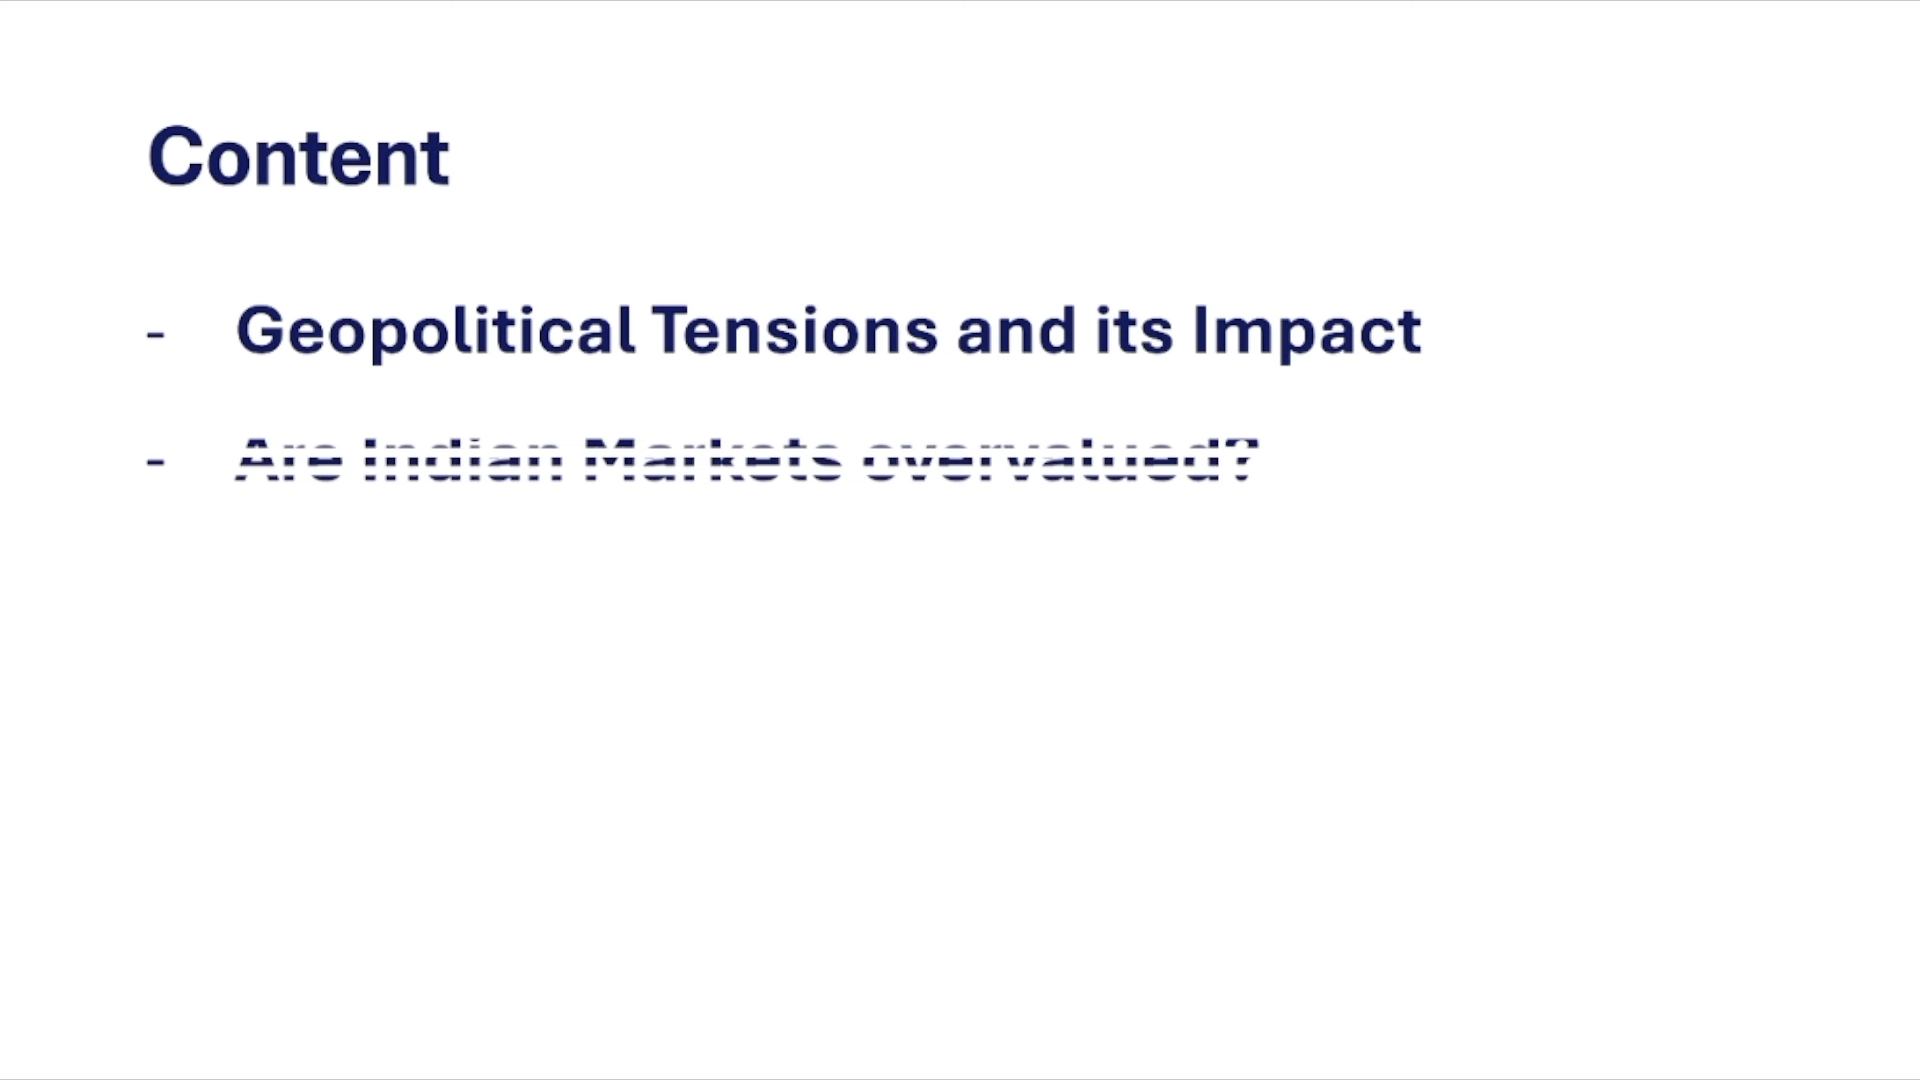 Content
- Geopolitical Tensions and its Impact
- Are Indian Markets overvalued?